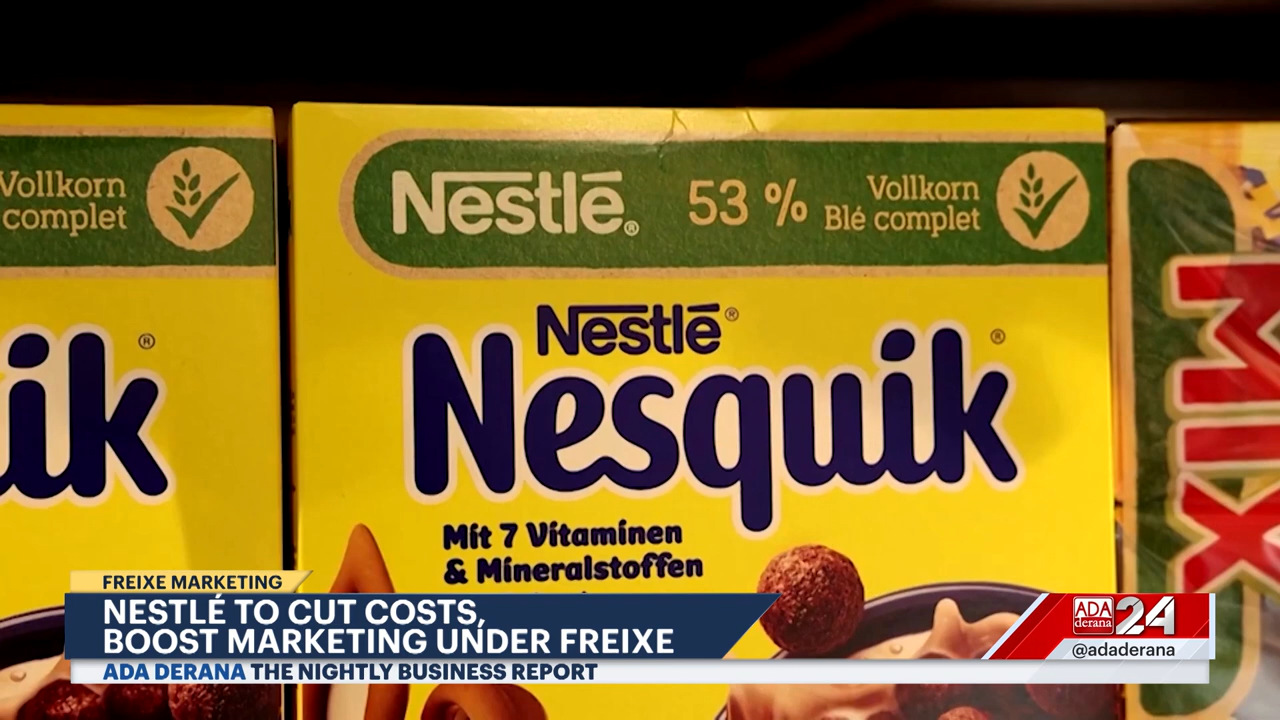 Vollkorn
complet
Nestlé®
53 %
Vollkorn
Blé complet
Nestlé®
Nesquik®
ik®
Mit 7 Vitaminen
& Mineralstoffen
MIX
FREIXE MARKETING
NESTLÉ TO CUT COSTS,
BOOST MARKETING UNDER FREIXE
ADA DERANA THE NIGHTLY BUSINESS REPORT
ADA
derana
24
@adaderana